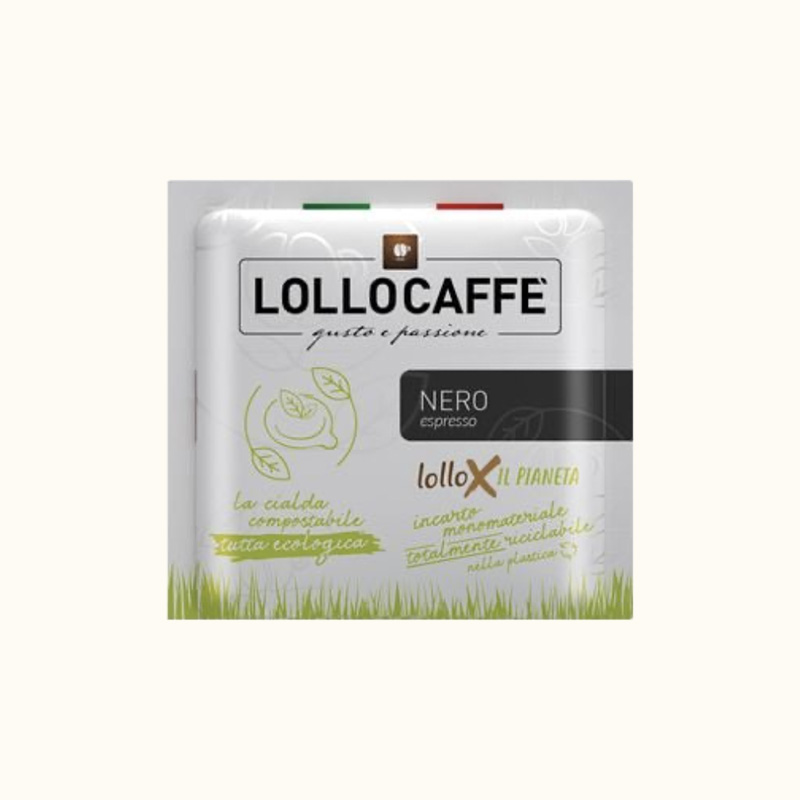 LOLLOCAFFÈ
gusto e passione
NERO
espresso
lolloX IL PIANETA
la cialda
compostabile
tutta ecologica
incarto
monomateriale
totalmente riciclabile
nella plastica